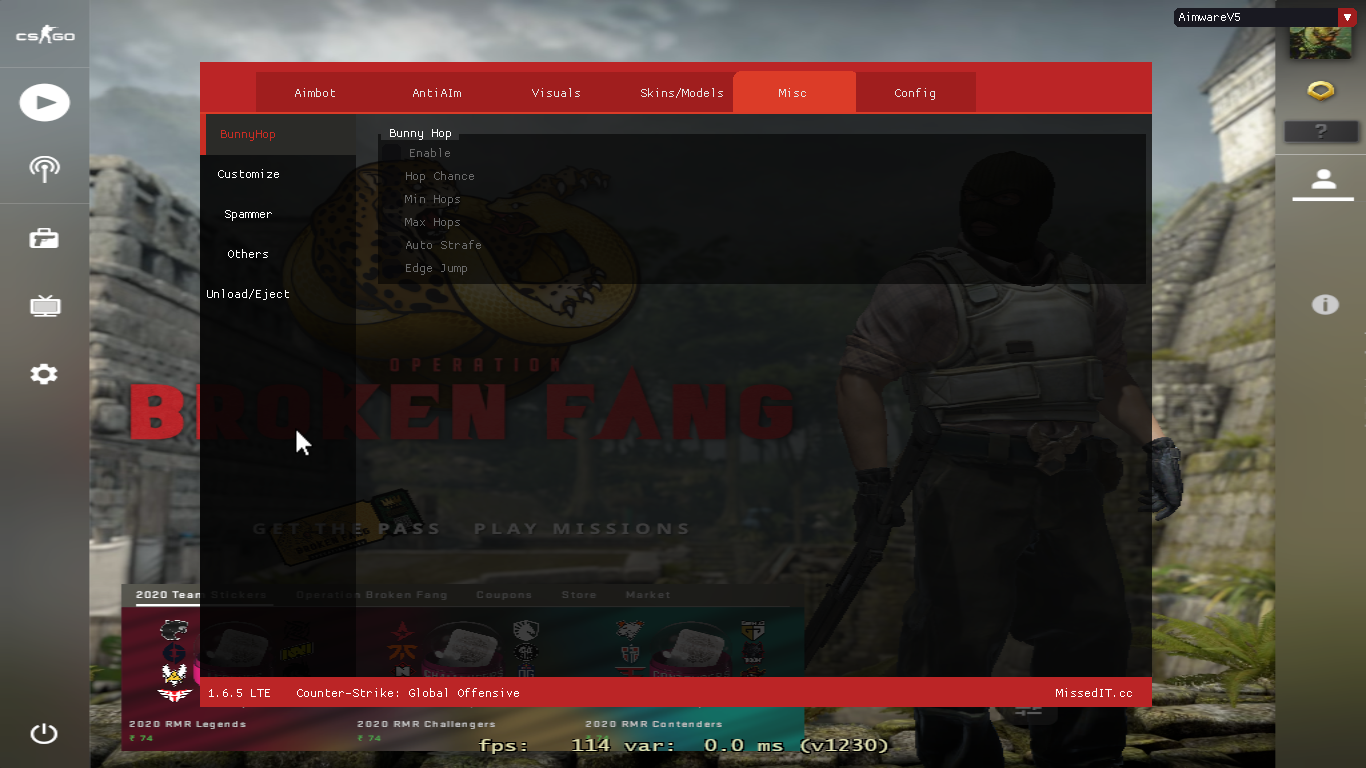 AimwareV5
CS GO
Aimbot AntiAIm Visuals Skins/Models Misc Config
BunnyHop
Customize
Spammer
Others
Unload/Eject
Bunny Hop
Enable
Hop Chance
Min Hops
Max Hops
Auto Strafe
Edge Jump
?
OPERATION
BROKEN FANG
GET THE PASS PLAY MISSIONS
2020 Team Stickers Operation Broken Fang Coupons Store Market
1.6.5 LTE Counter-Strike: Global Offensive MissedIT.cc
2020 RMR Legends 2020 RMR Challengers 2020 RMR Contenders
₹ 74 ₹ 74
fps: 114 var: 0.0 ms (v1230)